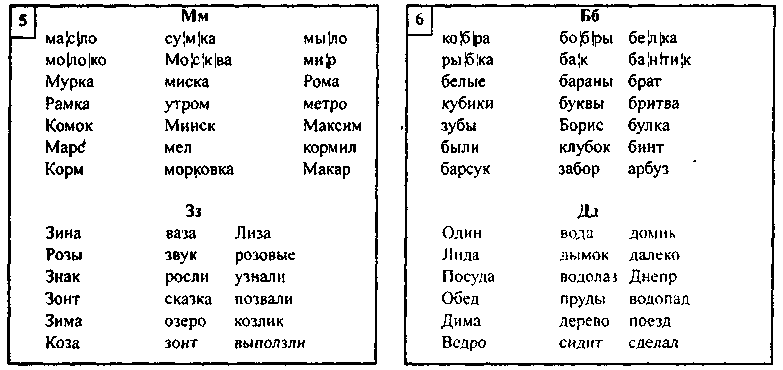 5
Мм
ма|с|ло су|м|ка мы|ло
мо|ло|ко Мо|с|к|ва ми|р
Мурка миска Рома
Рамка утром метро
Комок Минск Максим
Марс мел кормил
Корм морковка Макар
Зз
Зина ваза Лиза
Розы звук розовые
Знак росли узнали
Зонт сказка позвали
Зима озеро козлик
Коза зонт выползли
6
Бб
ко|б|ра бо|б|ры бе|л|ка
ры|б|ка ба|к ба|н|ти|к
белые бараны брат
кубики буквы бритва
зубы Борис булка
были клубок бинт
барсук забор арбуз
Дд
Один вода домик
Лида дымок далеко
Посуда водолаз Днепр
Обед пруды водопад
Дима дерево поезд
Ведро сидит сделал